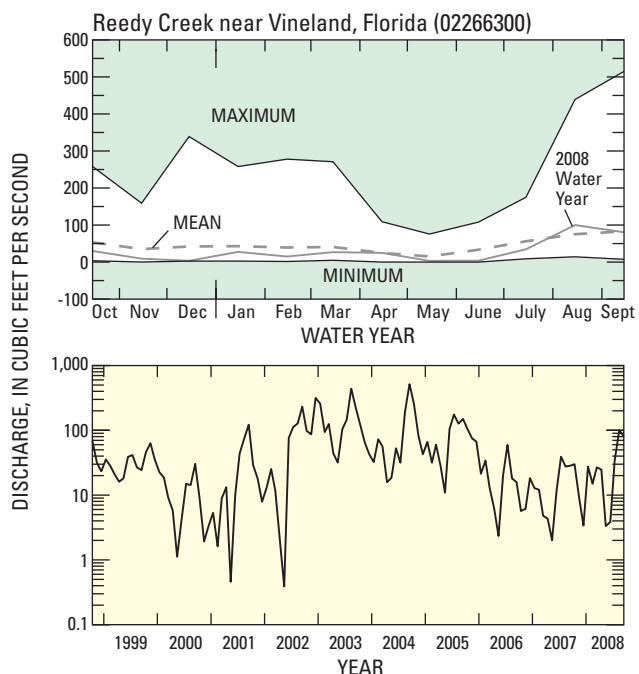 Reedy Creek near Vineland, Florida (02266300)
600
500
400
300
200
100
0
-100
MAXIMUM
2008
Water
Year
MEAN
MINIMUM
Oct Nov Dec Jan Feb Mar Apr May June July Aug Sept
WATER YEAR
DISCHARGE, IN CUBIC FEET PER SECOND
1,000
100
10
1
0.1
1999 2000 2001 2002 2003 2004 2005 2006 2007 2008
YEAR